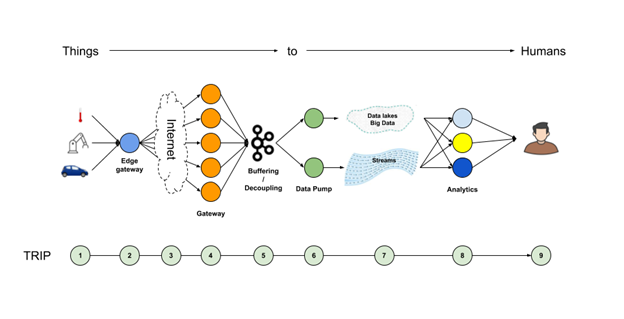 Things
to
Humans
Internet
Edge
gateway
Gateway
Buffering
/
Decoupling
Data Pump
Data lakes
Big Data
Streams
Analytics
TRIP
1 2 3 4 5 6 7 8 9